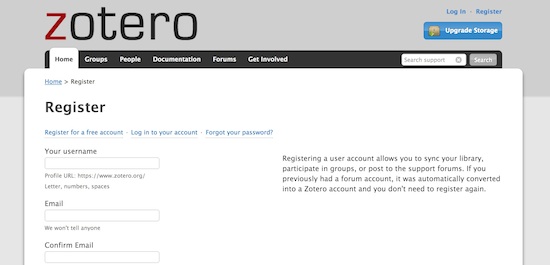 zotero
Log In · Register
Upgrade Storage
Home Groups People Documentation Forums Get Involved
Search support Search
Home > Register
Register
Register for a free account · Log in to your account · Forgot your password?
Your username
Profile URL: https://www.zotero.org/
Letter, numbers, spaces
Email
We won't tell anyone
Confirm Email
Registering a user account allows you to sync your library,
participate in groups, or post to the support forums. If you
previously had a forum account, it was automatically converted
into a Zotero account and you don't need to register again.